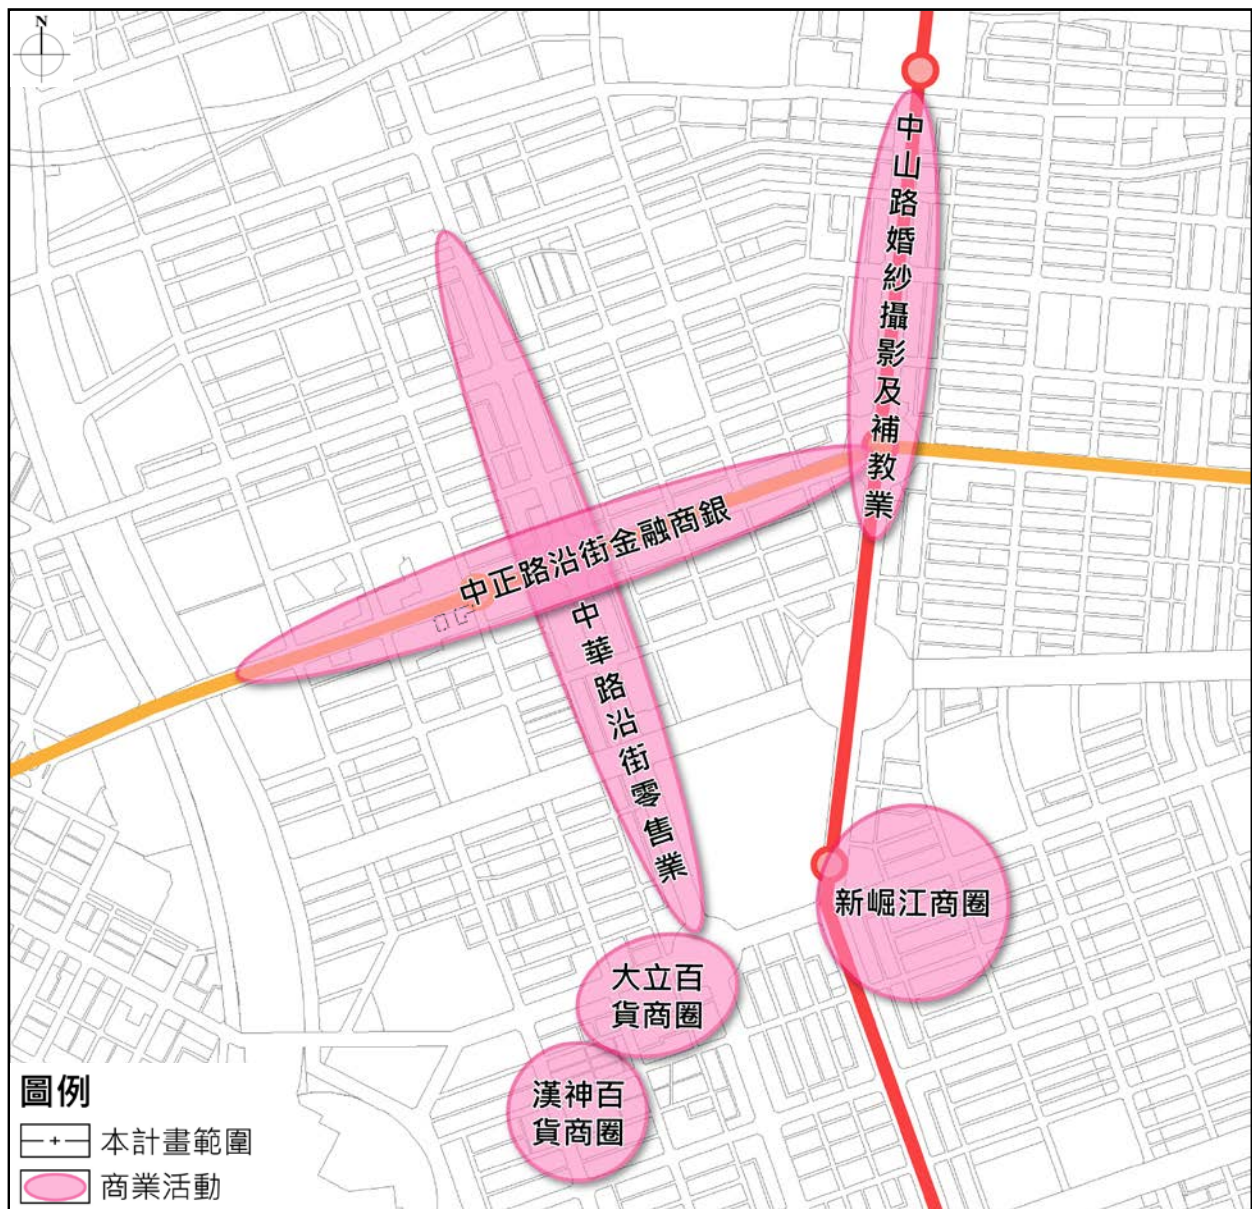 N
中山路婚紗攝影及補教業
中正路沿街金融商銀
中華路沿街零售業
新崛江商圈
大立百
貨商圈
漢神百
貨商圈
圖例
本計畫範圍
商業活動